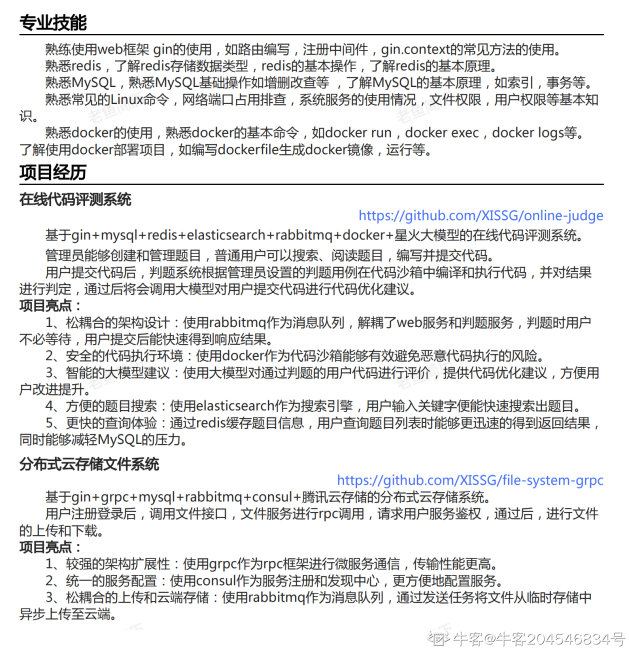 专业技能
熟练使用web框架 gin的使用，如路由编写，注册中间件，gin.context的常见方法的使用。
熟悉redis，了解redis存储数据类型，redis的基本操作，了解redis的基本原理。
熟悉MySQL，熟悉MySQL基础操作如增删改查等 ，了解MySQL的基本原理，如索引，事务等。
熟悉常见的Linux命令，网络端口占用排查，系统服务的使用情况，文件权限，用户权限等基本知
识。
熟悉docker的使用，熟悉docker的基本命令，如docker run，docker exec，docker logs等。
了解使用docker部署项目，如编写dockerfile生成docker镜像，运行等。
项目经历
在线代码评测系统
https://github.com/XISSG/online-judge
基于gin+mysql+redis+elasticsearch+rabbitmq+docker+星火大模型的在线代码评测系统。
管理员能够创建和管理题目，普通用户可以搜索、阅读题目，编写并提交代码。
用户提交代码后，判题系统根据管理员设置的判题用例在代码沙箱中编译和执行代码，并对结果
进行判定，通过后将会调用大模型对用户提交代码进行代码优化建议。
项目亮点：
1、松耦合的架构设计：使用rabbitmq作为消息队列，解耦了web服务和判题服务，判题时用户
不必等待，用户提交后能快速得到响应结果。
2、安全的代码执行环境：使用docker作为代码沙箱能够有效避免恶意代码执行的风险。
3、智能的大模型建议：使用大模型对通过判题的用户代码进行评价，提供代码优化建议，方便用
户改进提升。
4、方便的题目搜索：使用elasticsearch作为搜索引擎，用户输入关键字便能快速搜索出题目。
5、更快的查询体验：通过redis缓存题目信息，用户查询题目列表时能够更迅速的得到返回结果，
同时能够减轻MySQL的压力。
分布式云存储文件系统
https://github.com/XISSG/file-system-grpc
基于gin+grpc+mysql+rabbitmq+consul+腾讯云存储的分布式云存储系统。
用户注册登录后，调用文件接口，文件服务进行rpc调用，请求用户服务鉴权，通过后，进行文件
的上传和下载。
项目亮点：
1、较强的架构扩展性：使用grpc作为rpc框架进行微服务通信，传输性能更高。
2、统一的服务配置：使用consul作为服务注册和发现中心，更方便地配置服务。
3、松耦合的上传和云端存储：使用rabbitmq作为消息队列，通过发送任务将文件从临时存储中
异步上传至云端。
牛客@牛客204546834号